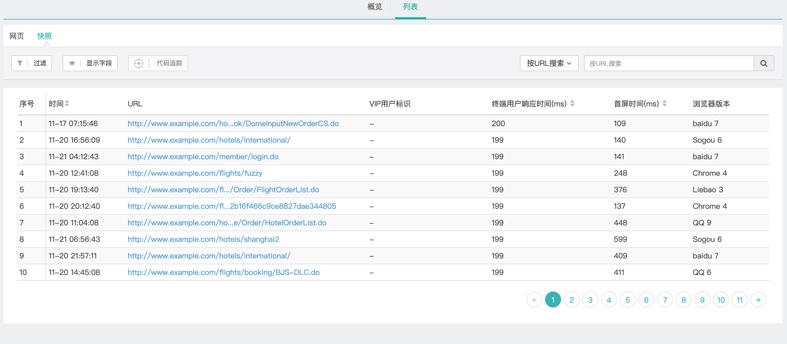 概览 列表
网页 快照
过滤 显示字段 代码追踪 按URL搜索 按URL搜索
序号 时间 URL VIP用户标识 终端用户响应时间(ms) 首屏时间(ms) 浏览器版本
1 11-17 07:15:46 http://www.example.com/ho...ok/DomeInputNewOrderCS.do – 200 109 baidu 7
2 11-20 16:56:09 http://www.example.com/hotels/international/ – 199 140 Sogou 6
3 11-21 04:12:43 http://www.example.com/member/login.do – 199 141 baidu 7
4 11-20 12:41:08 http://www.example.com/flights/fuzzy – 199 248 Chrome 4
5 11-20 19:13:40 http://www.example.com/fl.../Order/FlightOrderList.do – 199 376 Liebao 3
6 11-20 20:12:40 http://www.example.com/fl...2b16f466c9ce8827dae344805 – 199 137 Chrome 4
7 11-20 11:04:08 http://www.example.com/ho...e/Order/HotelOrderList.do – 199 448 QQ 9
8 11-21 06:56:43 http://www.example.com/hotels/shanghai2 – 199 599 Sogou 6
9 11-20 21:57:11 http://www.example.com/hotels/international/ – 199 409 baidu 7
10 11-20 14:45:08 http://www.example.com/flights/booking/BJS-DLC.do – 199 411 QQ 6
« 1 2 3 4 5 6 7 8 9 10 11 »